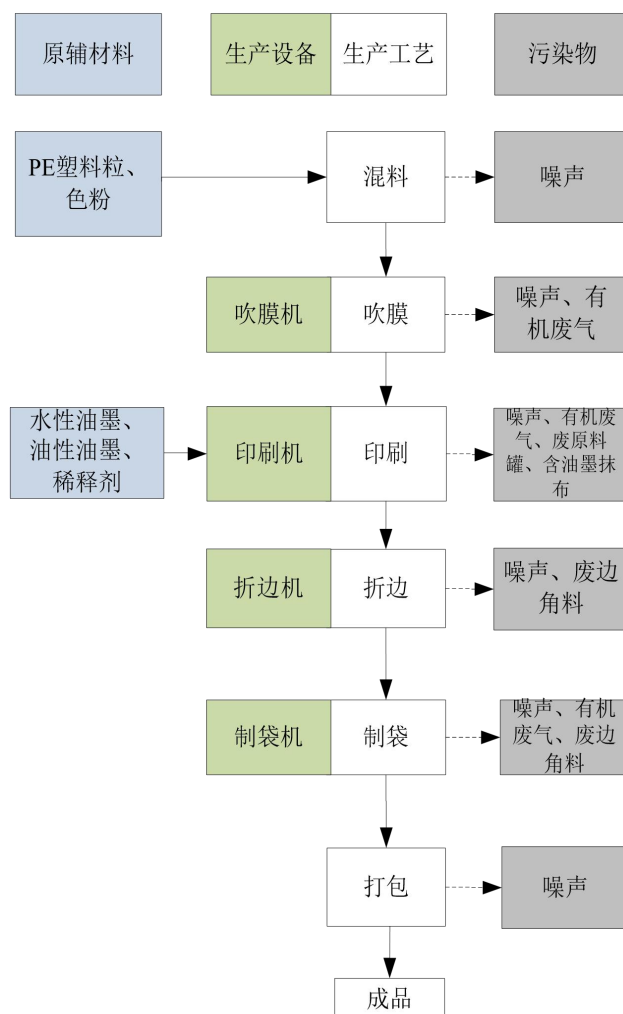 原辅材料
生产设备
生产工艺
污染物
PE塑料粒、
色粉
混料
噪声
吹膜机
吹膜
噪声、有
机废气
水性油墨、
油性油墨、
稀释剂
印刷机
印刷
噪声、有机废
气、废原料
罐、含油墨抹
布
折边机
折边
噪声、废边
角料
制袋机
制袋
噪声、有机
废气、废边
角料
打包
噪声
成品